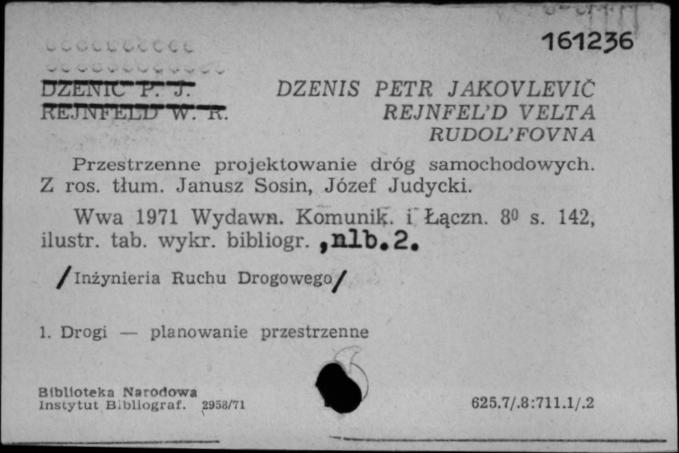 161236
DZENIC P. J. DZENIS PETR JAKOVLEVIČ
REJNFELD W. R. REJNFEL’D VELTA
RUDOL’FOVNA
Przestrzenne projektowanie dróg samochodowych.
Z ros. tłum. Janusz Sosin, Józef Judycki.
Wwa 1971 Wydawn. Komunik. i Łączn. 8⁰ s. 142,
ilustr. tab. wykr. bibliogr. ,nlb.2.
/Inżynieria Ruchu Drogowego/
1. Drogi — planowanie przestrzenne
Biblioteka Narodowa
Instytut Bibliograf. 2958/71 625.7/.8:711.1/.2